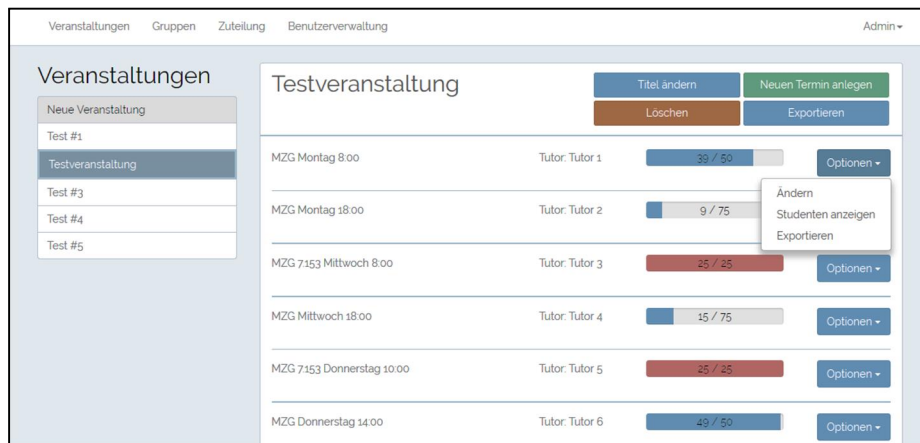 Veranstaltungen Gruppen Zuteilung Benutzerverwaltung Admin
Veranstaltungen
Neue Veranstaltung
Test #1
Testveranstaltung
Test #3
Test #4
Test #5
Testveranstaltung
Titel ändern Neuen Termin anlegen
Löschen Exportieren
MZG Montag 8:00 Tutor: Tutor 1 39 / 50 Optionen
Ändern
Studenten anzeigen
Exportieren
MZG Montag 18:00 Tutor: Tutor 2 9 / 75
MZG 7.153 Mittwoch 8:00 Tutor: Tutor 3 25 / 25 Optionen
MZG Mittwoch 18:00 Tutor: Tutor 4 15 / 75 Optionen
MZG 7.153 Donnerstag 10:00 Tutor: Tutor 5 25 / 25 Optionen
MZG Donnerstag 14:00 Tutor: Tutor 6 49 / 50 Optionen